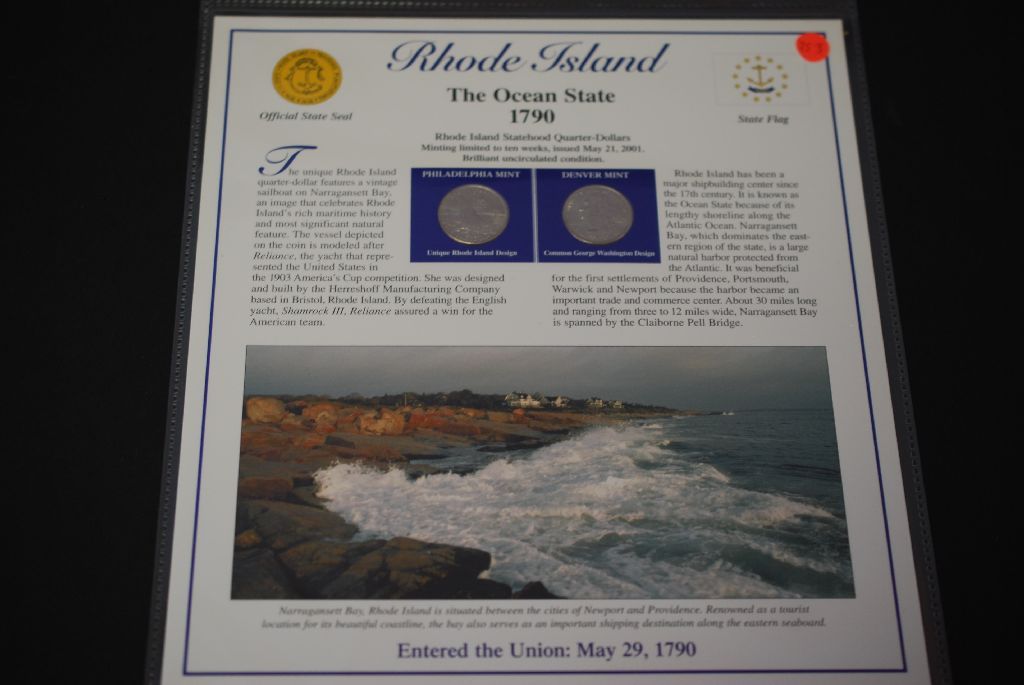 Rhode Island
The Ocean State
1790
Official State Seal
State Flag
Rhode Island Statehood Quarter-Dollars
Minting limited to ten weeks, issued May 21, 2001.
Brilliant uncirculated condition.
The unique Rhode Island
quarter-dollar features a vintage
sailboat on Narragansett Bay,
an image that celebrates Rhode
Island's rich maritime history
and most significant natural
feature. The vessel depicted
on the coin is modeled after
Reliance, the yacht that repre-
sented the United States in
the 1903 America's Cup competition. She was designed
and built by the Herreshoff Manufacturing Company
based in Bristol, Rhode Island. By defeating the English
yacht, Shamrock III, Reliance assured a win for the
American team.
PHILADELPHIA MINT
Unique Rhode Island Design
DENVER MINT
Common George Washington Design
Rhode Island has been a
major shipbuilding center since
the 17th century. It is known as
the Ocean State because of its
lengthy shoreline along the
Atlantic Ocean. Narragansett
Bay, which dominates the east-
ern region of the state, is a large
natural harbor protected from
the Atlantic. It was beneficial
for the first settlements of Providence, Portsmouth,
Warwick and Newport because the harbor became an
important trade and commerce center. About 30 miles long
and ranging from three to 12 miles wide, Narragansett Bay
is spanned by the Claiborne Pell Bridge.
Narragansett Bay, Rhode Island is situated between the cities of Newport and Providence. Renowned as a tourist
location for its beautiful coastline, the bay also serves as an important shipping destination along the eastern seaboard.
Entered the Union: May 29, 1790